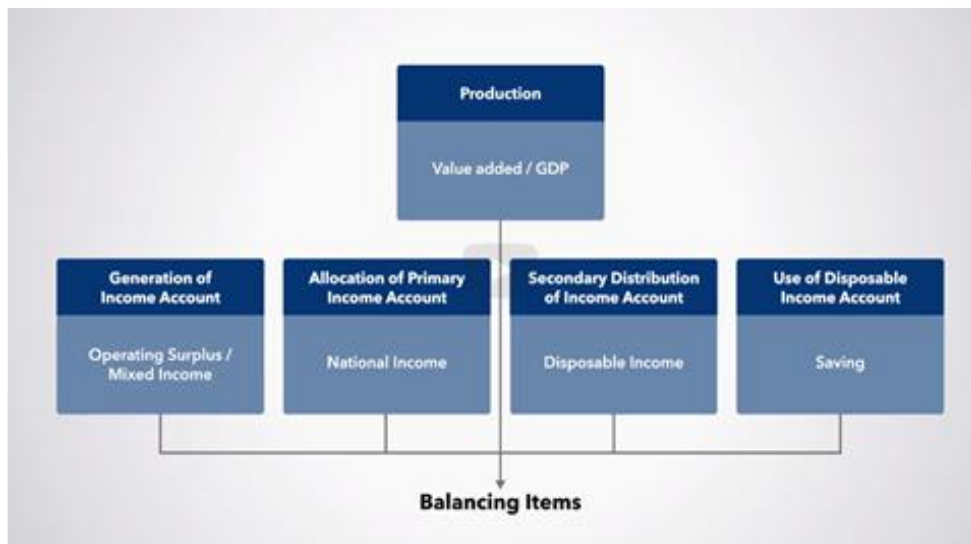 Production
Value added / GDP
Generation of
Income Account
Operating Surplus /
Mixed Income
Allocation of Primary
Income Account
National Income
Secondary Distribution
of Income Account
Disposable Income
Use of Disposable
Income Account
Saving
Balancing Items